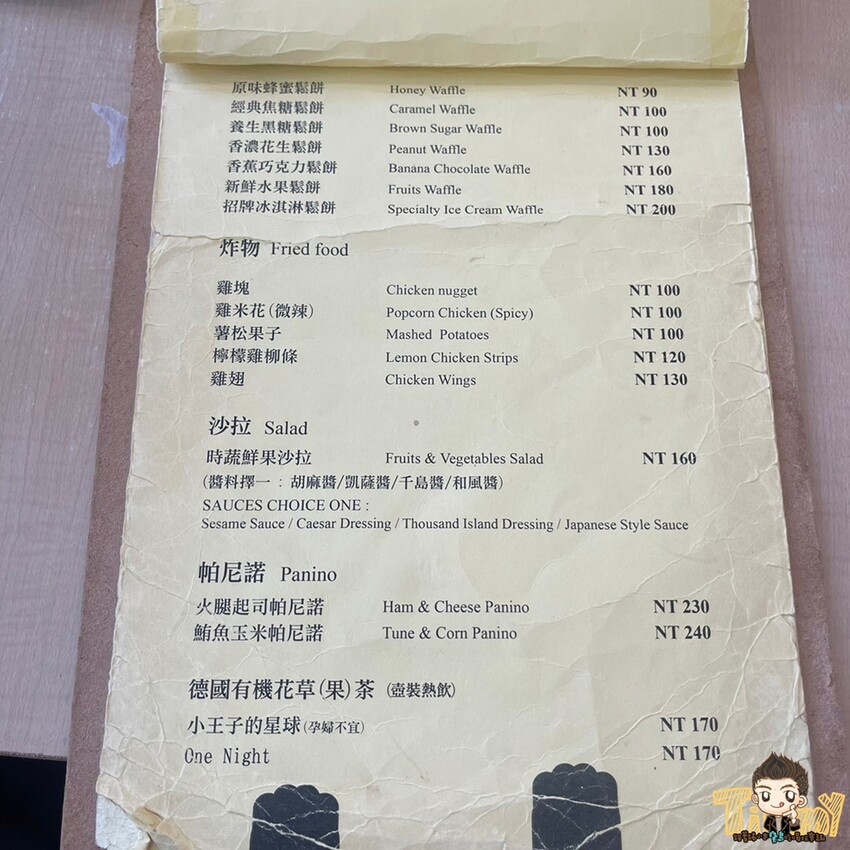 原味蜂蜜鬆餅 Honey Waffle NT 90
經典焦糖鬆餅 Caramel Waffle NT 100
養生黑糖鬆餅 Brown Sugar Waffle NT 100
香濃花生鬆餅 Peanut Waffle NT 130
香蕉巧克力鬆餅 Banana Chocolate Waffle NT 160
新鮮水果鬆餅 Fruits Waffle NT 180
招牌冰淇淋鬆餅 Specialty Ice Cream Waffle NT 200
炸物 Fried food
雞塊 Chicken nugget NT 100
雞米花(微辣) Popcorn Chicken (Spicy) NT 100
薯松果子 Mashed Potatoes NT 100
檸檬雞柳條 Lemon Chicken Strips NT 120
雞翅 Chicken Wings NT 130
沙拉 Salad
時蔬鮮果沙拉 Fruits & Vegetables Salad NT 160
(醬料擇一 : 胡麻醬/凱薩醬/千島醬/和風醬)
SAUCES CHOICE ONE :
Sesame Sauce / Caesar Dressing / Thousand Island Dressing / Japanese Style Sauce
帕尼諾 Panino
火腿起司帕尼諾 Ham & Cheese Panino NT 230
鮪魚玉米帕尼諾 Tune & Corn Panino NT 240
德國有機花草(果)茶 (壺裝熱飲)
小王子的星球(孕婦不宜) NT 170
One Night NT 170